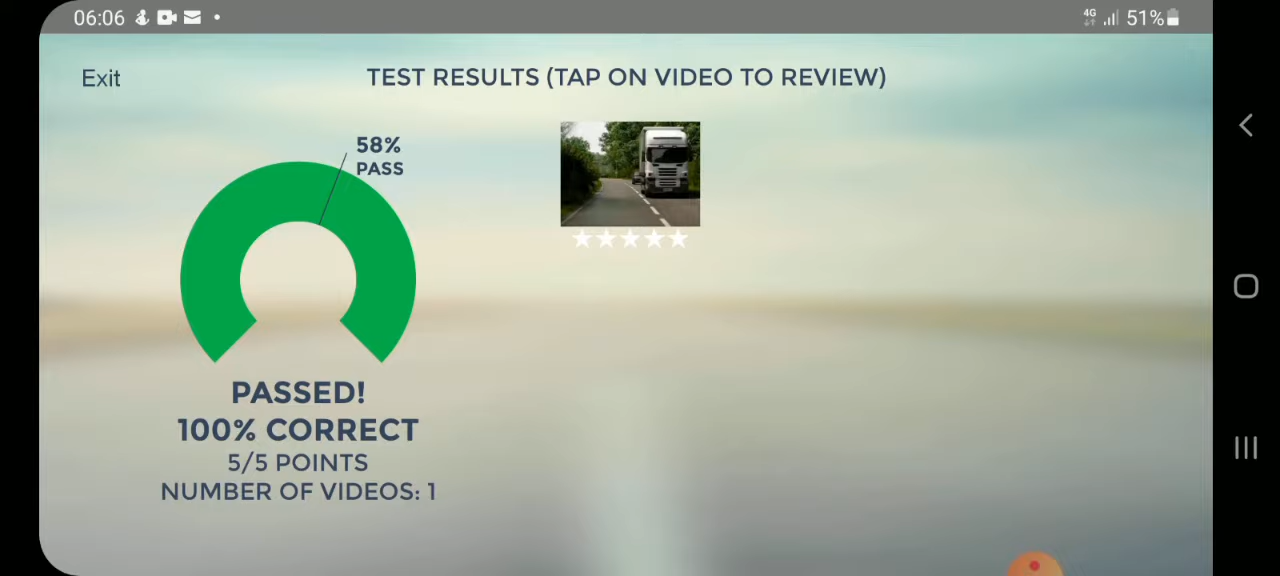 06:06
4G
51%
Exit
TEST RESULTS (TAP ON VIDEO TO REVIEW)
58%
PASS
PASSED!
100% CORRECT
5/5 POINTS
NUMBER OF VIDEOS: 1